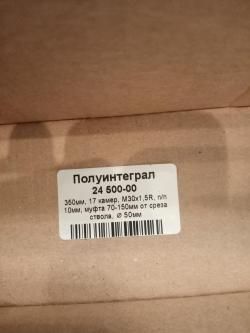 Полуинтеграл
24 500-00
350мм, 17 камер, М30х1,5R, п/п
10мм, муфта 70-150мм от среза
ствола, Ø 50мм